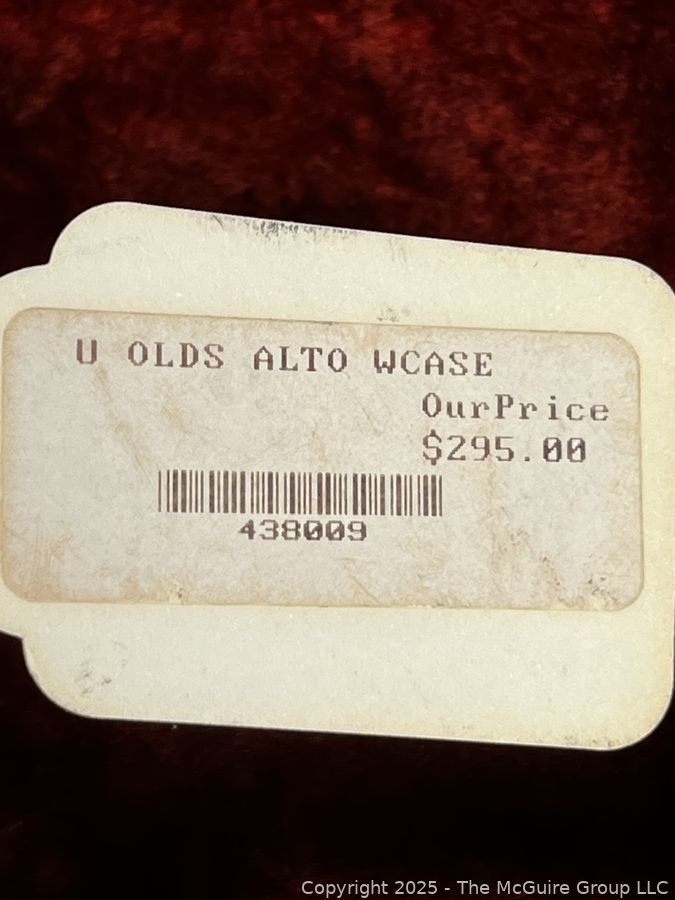 U OLDS ALTO WCASE
OurPrice
$295.00
438009
Copyright 2025 - The McGuire Group LLC